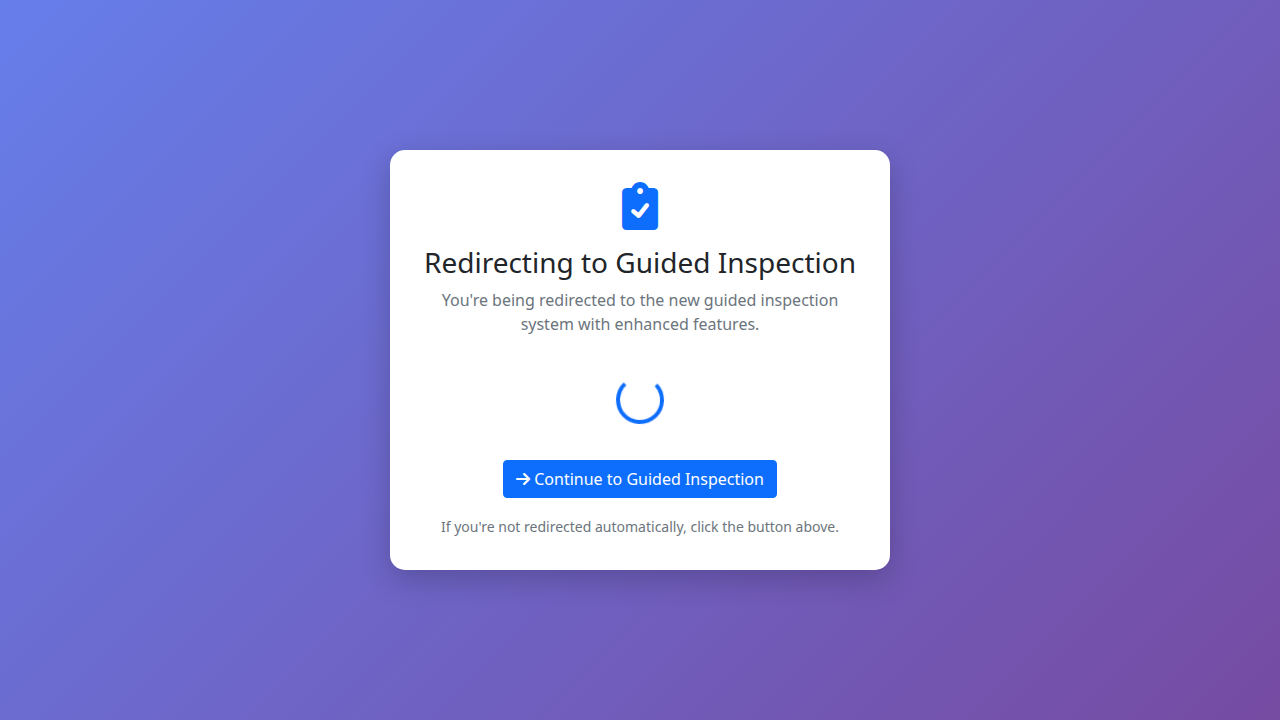 Redirecting to Guided Inspection
You're being redirected to the new guided inspection
system with enhanced features.
Continue to Guided Inspection
If you're not redirected automatically, click the button above.